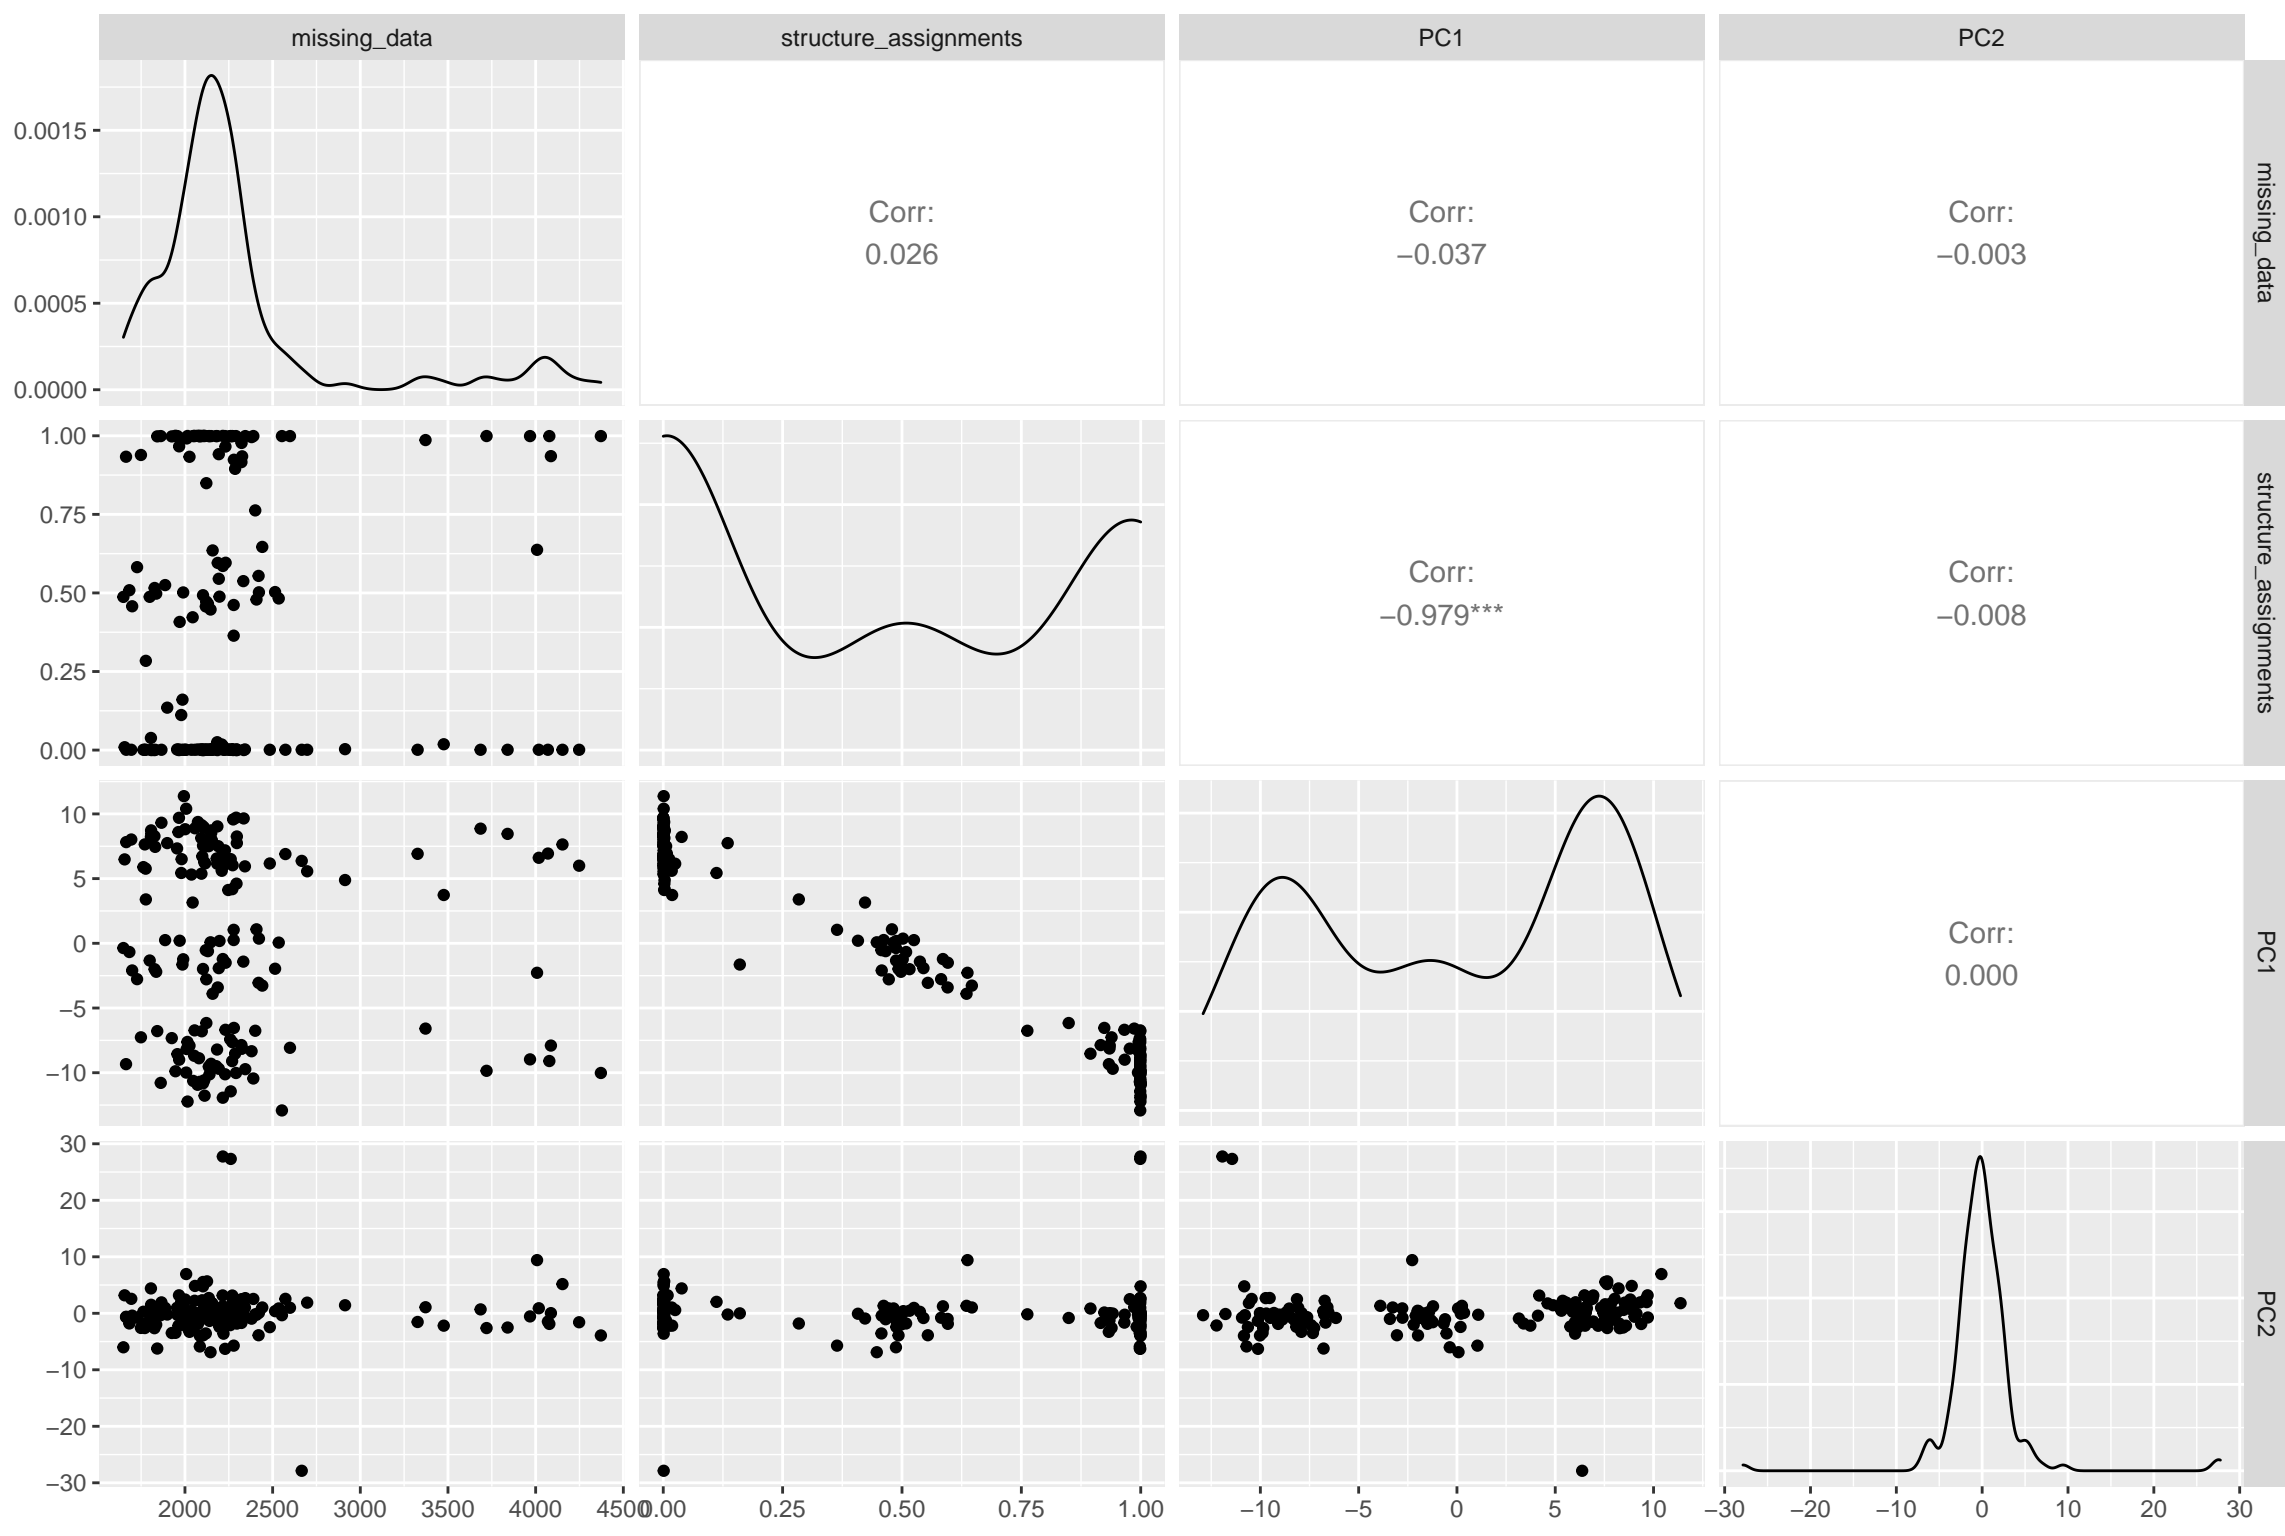 missing_data structure_assignments PC1 PC2
0.0015
0.0010
0.0005
0.0000
Corr:
0.026
Corr:
−0.037
Corr:
−0.003
missing_data
1.00
0.75
0.50
0.25
0.00
Corr:
−0.979***
Corr:
−0.008
structure_assignments
10
5
0
−5
−10
Corr:
0.000
PC1
30
20
10
0
−10
−20
−30
PC2
2000 2500 3000 3500 4000 4500
0.00 0.25 0.50 0.75 1.00
−10 −5 0 5 10
−30 −20 −10 0 10 20 30